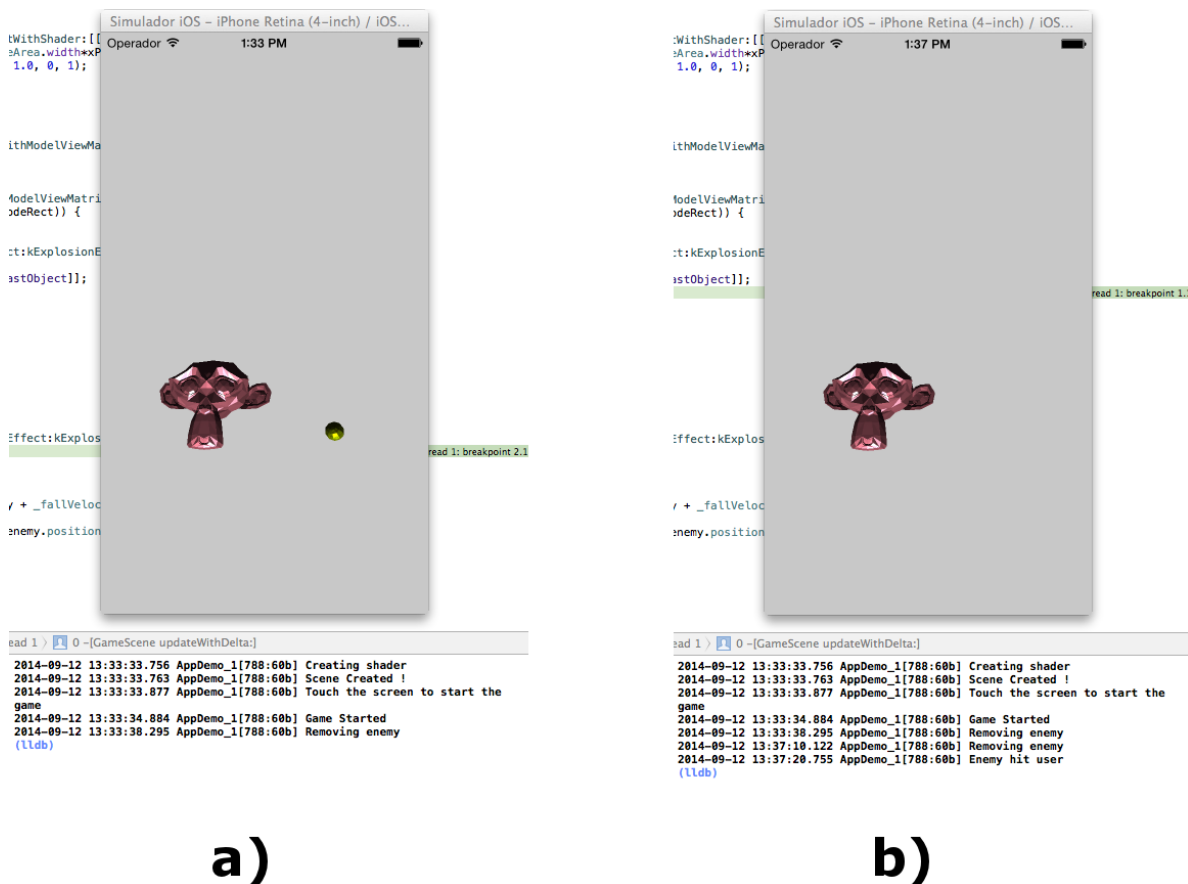 Simulador iOS – iPhone Retina (4-inch) / iOS...
Operador 1:33 PM
tWithShader:[[
eArea.width*xP
1.0, 0, 1);
ithModelViewMa
ModelViewMatri
odeRect)) {
ct:kExplosionE
astObject]];
Effect:kExplos
read 1: breakpoint 2.1
y + _fallVeloc
enemy.position
ead 1 〉 0 -[GameScene updateWithDelta:]
2014-09-12 13:33:33.756 AppDemo_1[788:60b] Creating shader
2014-09-12 13:33:33.763 AppDemo_1[788:60b] Scene Created !
2014-09-12 13:33:33.877 AppDemo_1[788:60b] Touch the screen to start the
game
2014-09-12 13:33:34.884 AppDemo_1[788:60b] Game Started
2014-09-12 13:33:38.295 AppDemo_1[788:60b] Removing enemy
(lldb)
a)
Simulador iOS – iPhone Retina (4-inch) / iOS...
Operador 1:37 PM
tWithShader:[[
eArea.width*xP
1.0, 0, 1);
ithModelViewMa
ModelViewMatri
odeRect)) {
ct:kExplosionE
astObject]];
read 1: breakpoint 1.1
Effect:kExplos
y + _fallVeloc
enemy.position
ead 1 〉 0 -[GameScene updateWithDelta:]
2014-09-12 13:33:33.756 AppDemo_1[788:60b] Creating shader
2014-09-12 13:33:33.763 AppDemo_1[788:60b] Scene Created !
2014-09-12 13:33:33.877 AppDemo_1[788:60b] Touch the screen to start the
game
2014-09-12 13:33:34.884 AppDemo_1[788:60b] Game Started
2014-09-12 13:33:38.295 AppDemo_1[788:60b] Removing enemy
2014-09-12 13:37:10.122 AppDemo_1[788:60b] Removing enemy
2014-09-12 13:37:20.755 AppDemo_1[788:60b] Enemy hit user
(lldb)
b)